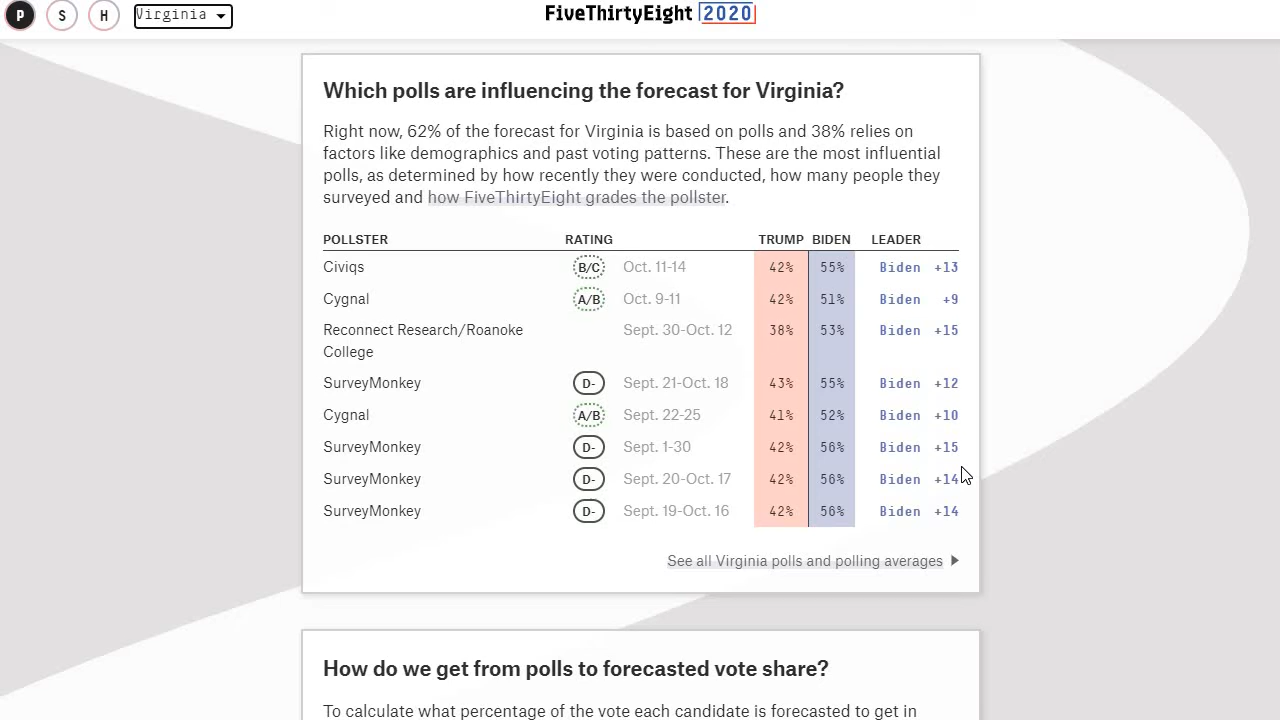 P S H Virginia FiveThirtyEight 2020
Which polls are influencing the forecast for Virginia?
Right now, 62% of the forecast for Virginia is based on polls and 38% relies on
factors like demographics and past voting patterns. These are the most influential
polls, as determined by how recently they were conducted, how many people they
surveyed and how FiveThirtyEight grades the pollster.
POLLSTER RATING TRUMP BIDEN LEADER
Civiqs B/C Oct. 11-14 42% 55% Biden +13
Cygnal A/B Oct. 9-11 42% 51% Biden +9
Reconnect Research/Roanoke Sept. 30-Oct. 12 38% 53% Biden +15
College
SurveyMonkey D- Sept. 21-Oct. 18 43% 55% Biden +12
Cygnal A/B Sept. 22-25 41% 52% Biden +10
SurveyMonkey D- Sept. 1-30 42% 56% Biden +15
SurveyMonkey D- Sept. 20-Oct. 17 42% 56% Biden +14
SurveyMonkey D- Sept. 19-Oct. 16 42% 56% Biden +14
See all Virginia polls and polling averages
How do we get from polls to forecasted vote share?
To calculate what percentage of the vote each candidate is forecasted to get in